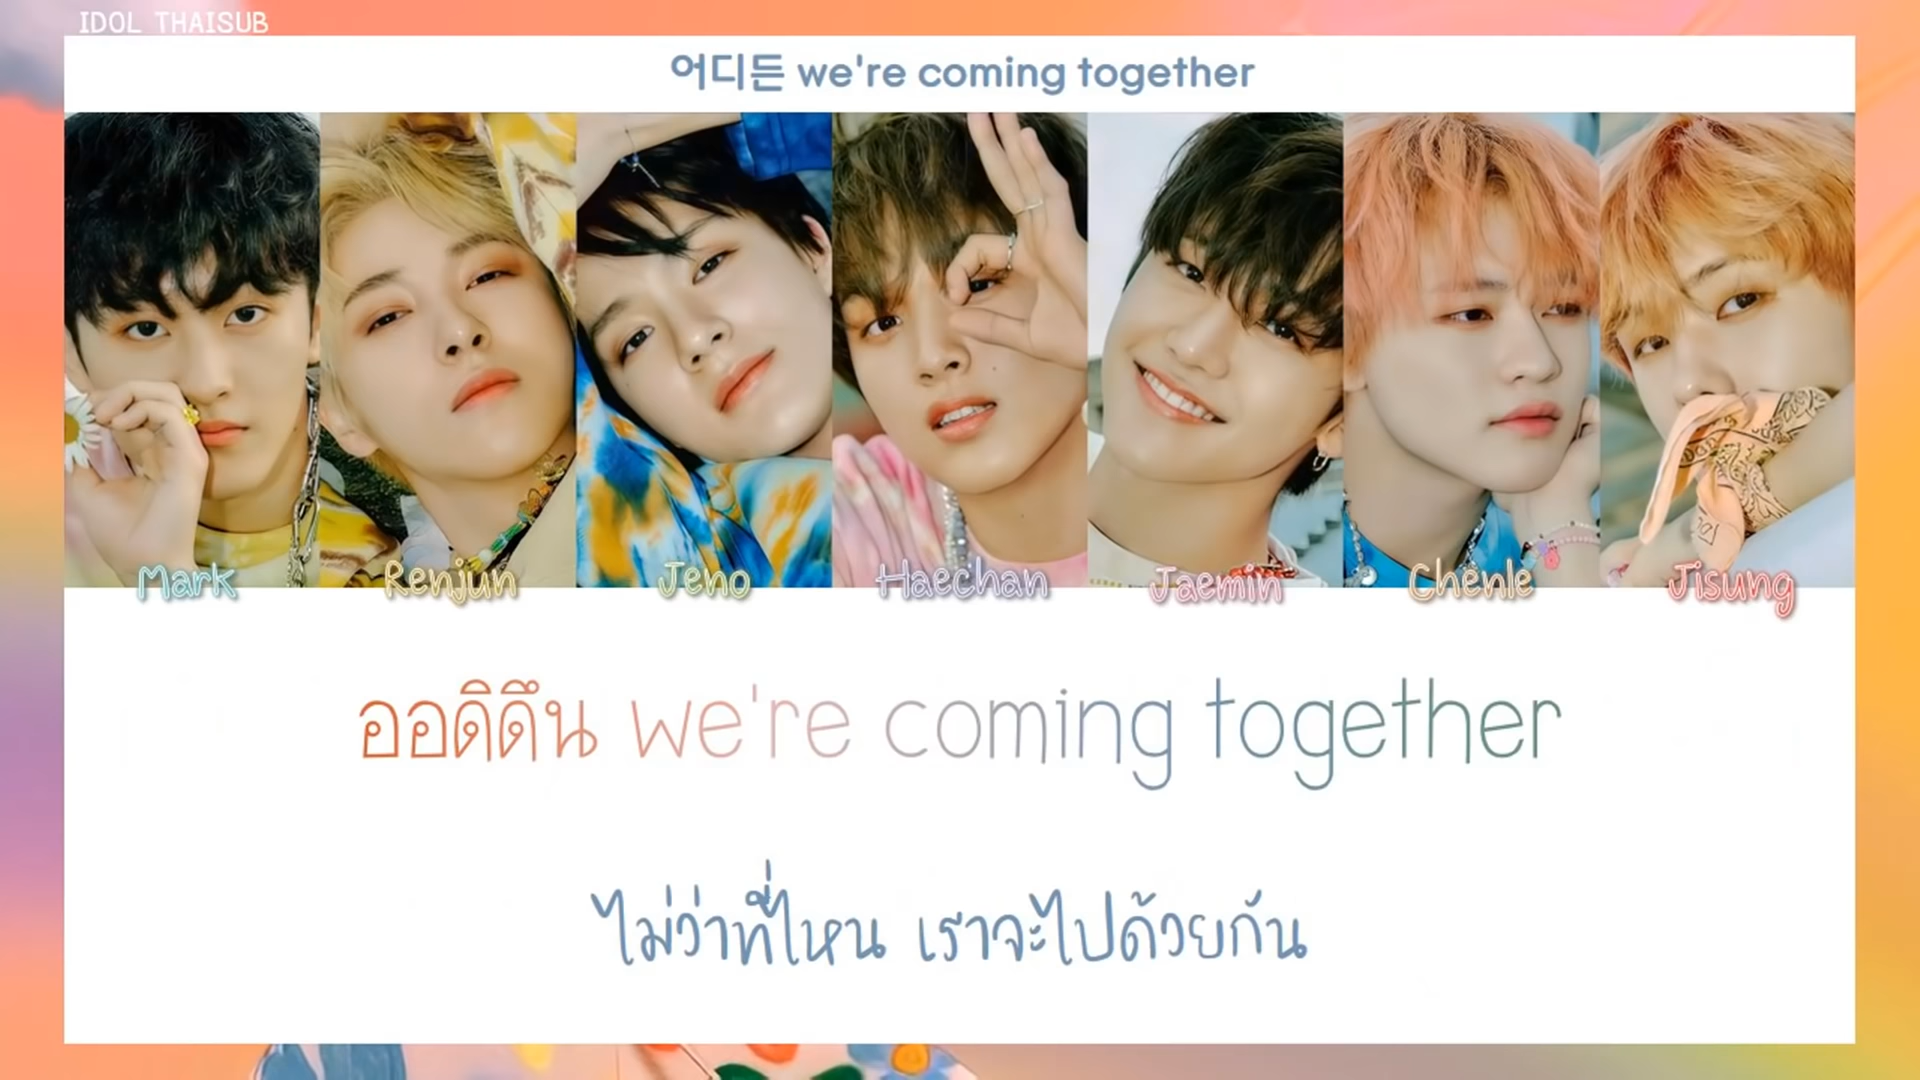 IDOL THAISUB
어디든 we're coming together
Mark Renjun Jeno Haechan Jaemin Chenle Jisung
ออดิดึน we're coming together
ไม่ว่าที่ไหน เราจะไปด้วยกัน